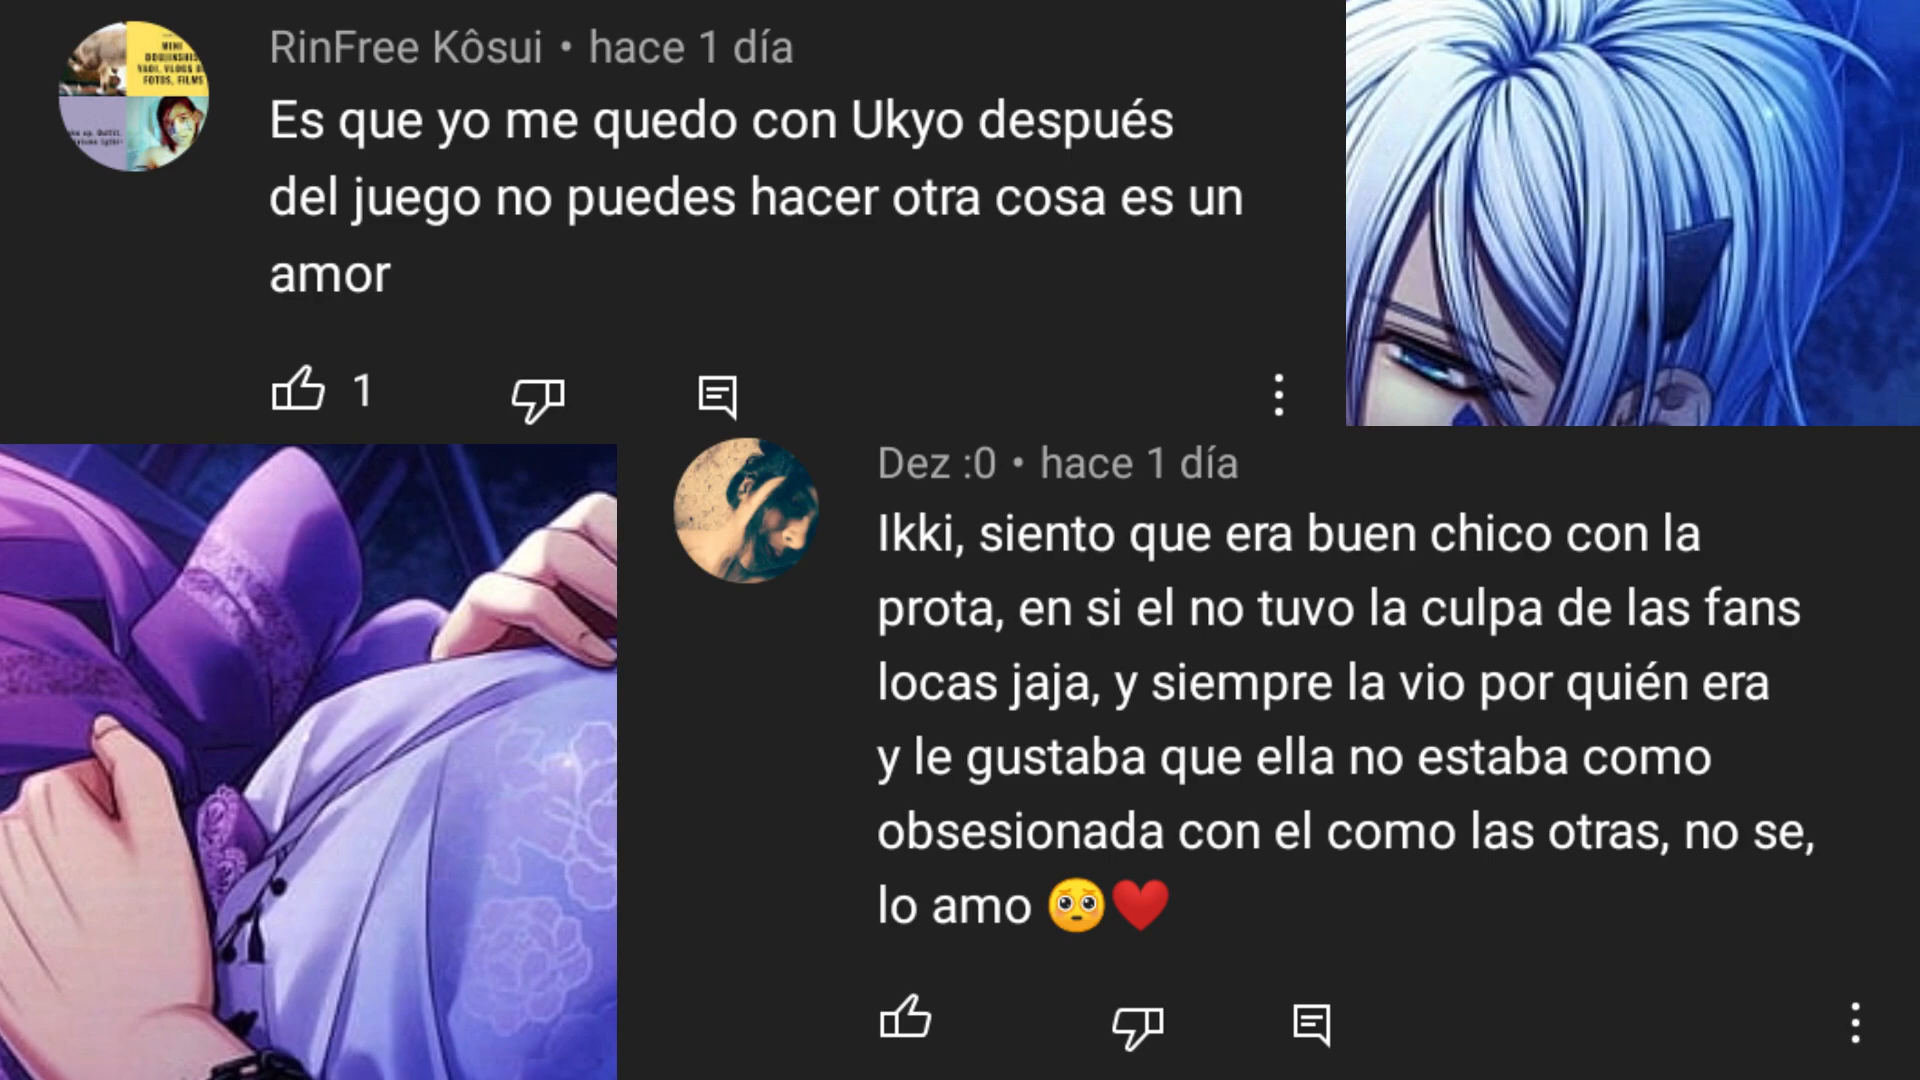 RinFree Kôsui • hace 1 día
Es que yo me quedo con Ukyo después
del juego no puedes hacer otra cosa es un
amor
1
Dez :0 • hace 1 día
Ikki, siento que era buen chico con la
prota, en si el no tuvo la culpa de las fans
locas jaja, y siempre la vio por quién era
y le gustaba que ella no estaba como
obsesionada con el como las otras, no se,
lo amo 🥺❤️